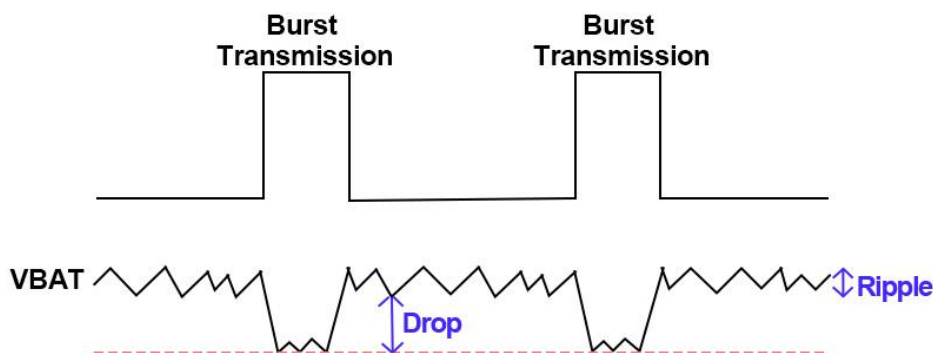 Burst
Transmission
Burst
Transmission
VBAT
Ripple
Drop